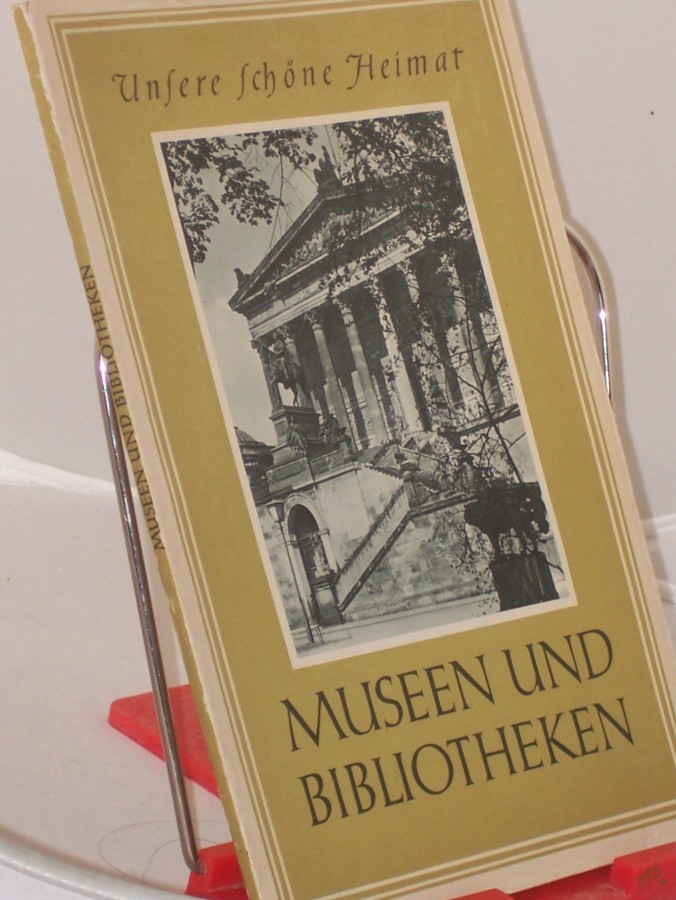 Unsere schöne Heimat
MUSEEN UND
BIBLIOTHEKEN
MUSEEN UND BIBLIOTHEKEN